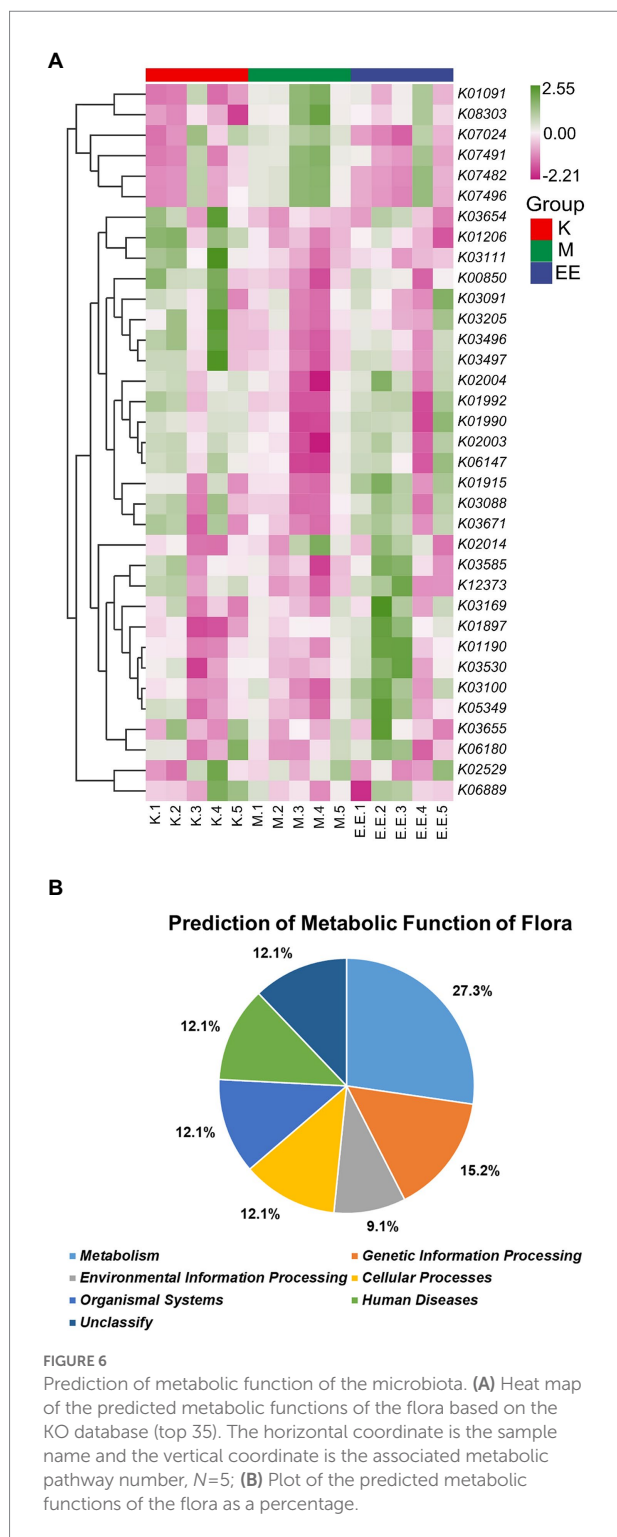 A
K01091
K08303
K07024
K07491
K07482
K07496
K03654
K01206
K03111
K00850
K03091
K03205
K03496
K03497
K02004
K01992
K01990
K02003
K06147
K01915
K03088
K03671
K02014
K03585
K12373
K03169
K01897
K01190
K03530
K03100
K05349
K03655
K06180
K02529
K06889
2.55
0.00
-2.21
Group
K
M
EE
K.1 K.2 K.3 K.4 K.5 M.1 M.2 M.3 M.4 M.5 E.E.1 E.E.2 E.E.3 E.E.4 E.E.5
B
Prediction of Metabolic Function of Flora
12.1%
27.3%
12.1%
12.1%
15.2%
12.1%
9.1%
Metabolism Genetic Information Processing
Environmental Information Processing Cellular Processes
Organismal Systems Human Diseases
Unclassify
FIGURE 6
Prediction of metabolic function of the microbiota. (A) Heat map
of the predicted metabolic functions of the flora based on the
KO database (top 35). The horizontal coordinate is the sample
name and the vertical coordinate is the associated metabolic
pathway number, N=5; (B) Plot of the predicted metabolic
functions of the flora as a percentage.